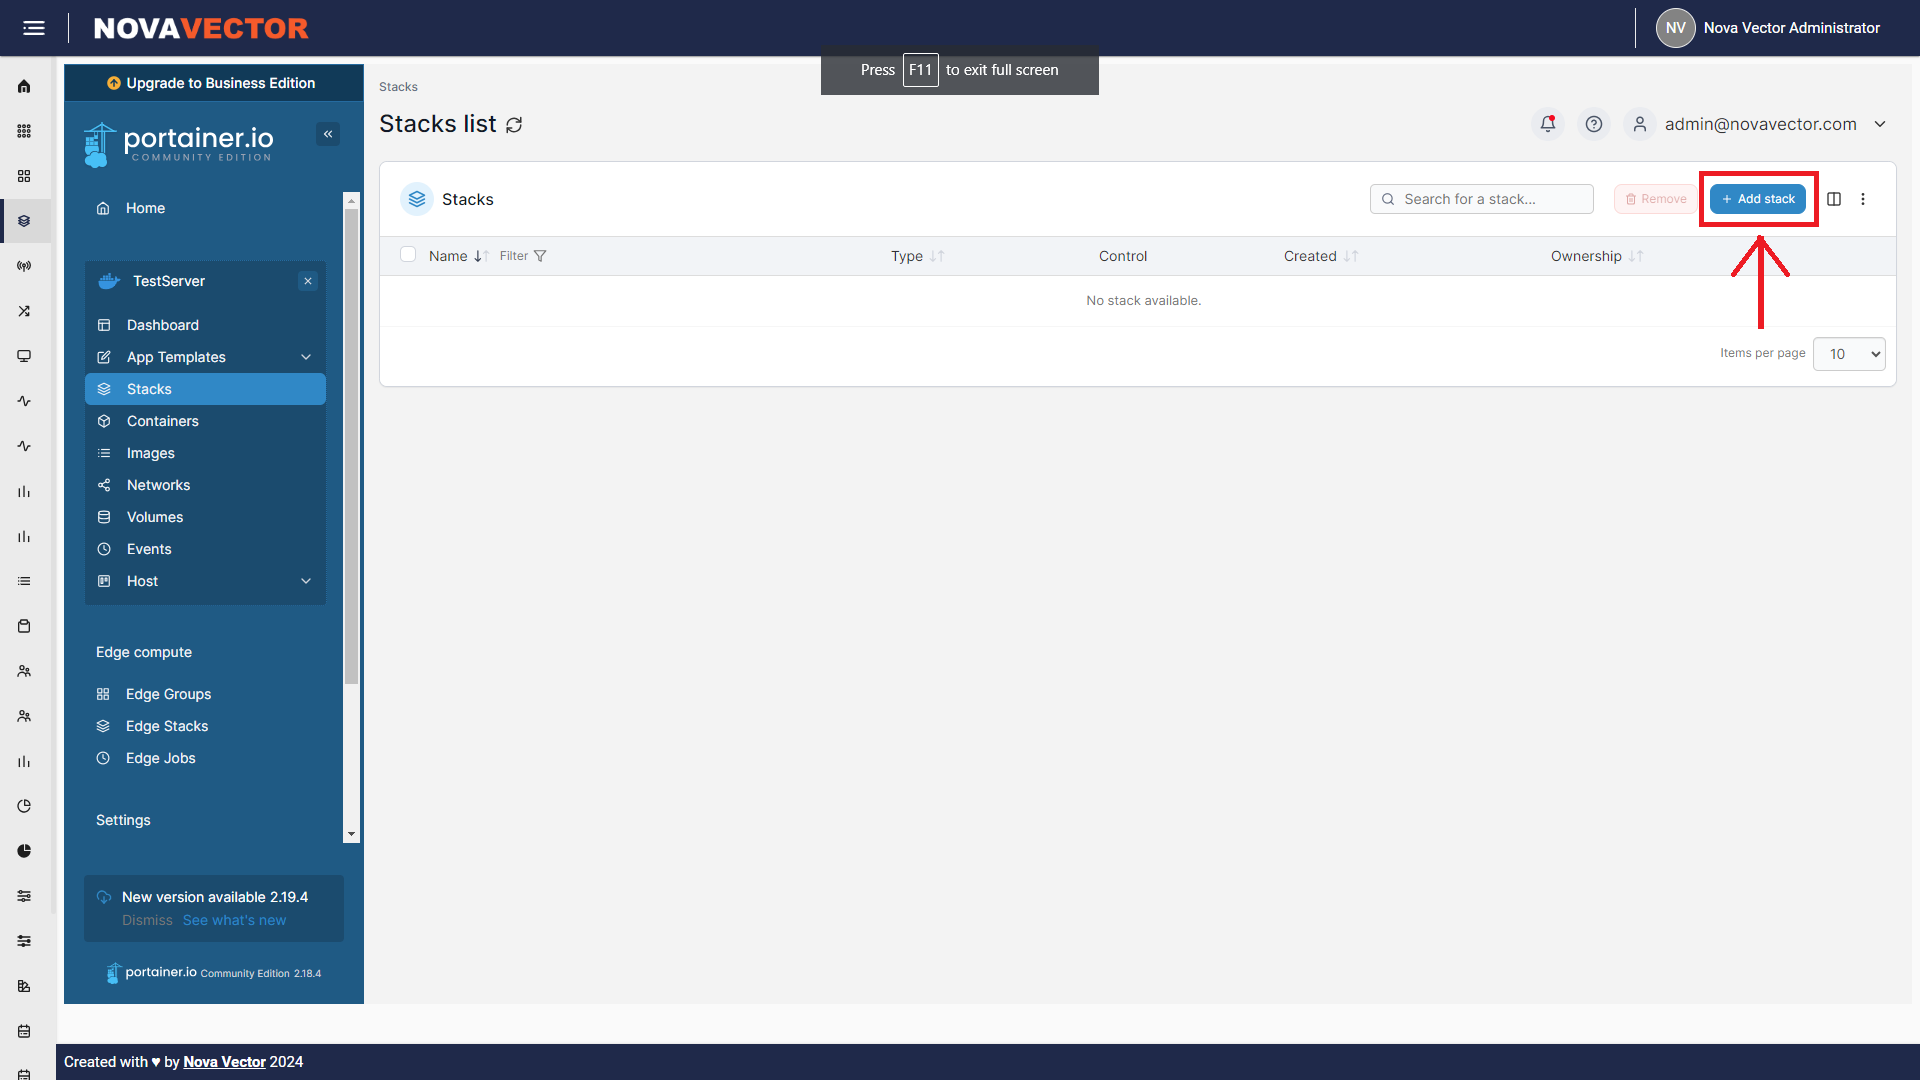 NOVAVECTOR
NV Nova Vector Administrator
Press F11 to exit full screen
Upgrade to Business Edition
portainer.io
COMMUNITY EDITION
Home
TestServer
Dashboard
App Templates
Stacks
Containers
Images
Networks
Volumes
Events
Host
Edge compute
Edge Groups
Edge Stacks
Edge Jobs
Settings
New version available 2.19.4
Dismiss See what's new
portainer.io Community Edition 2.18.4
Stacks
Stacks list
admin@novavector.com
Stacks
Search for a stack...
Remove
+ Add stack
Name Filter Type Control Created Ownership
No stack available.
Items per page 10
Created with ♥ by Nova Vector 2024